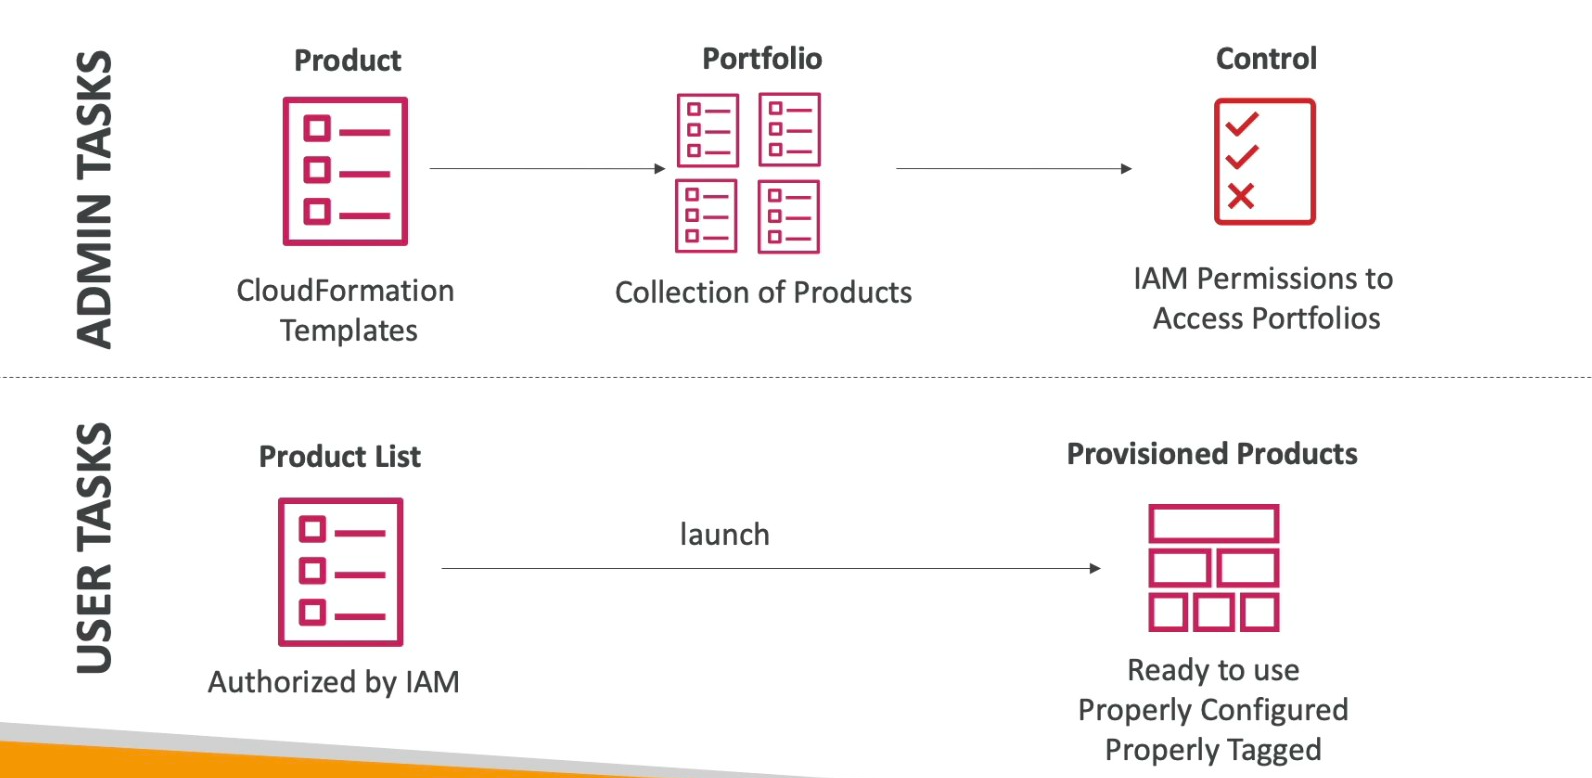 ADMIN TASKS
Product
Portfolio
Control
CloudFormation
Templates
Collection of Products
IAM Permissions to
Access Portfolios
USER TASKS
Product List
Provisioned Products
launch
Authorized by IAM
Ready to use
Properly Configured
Properly Tagged